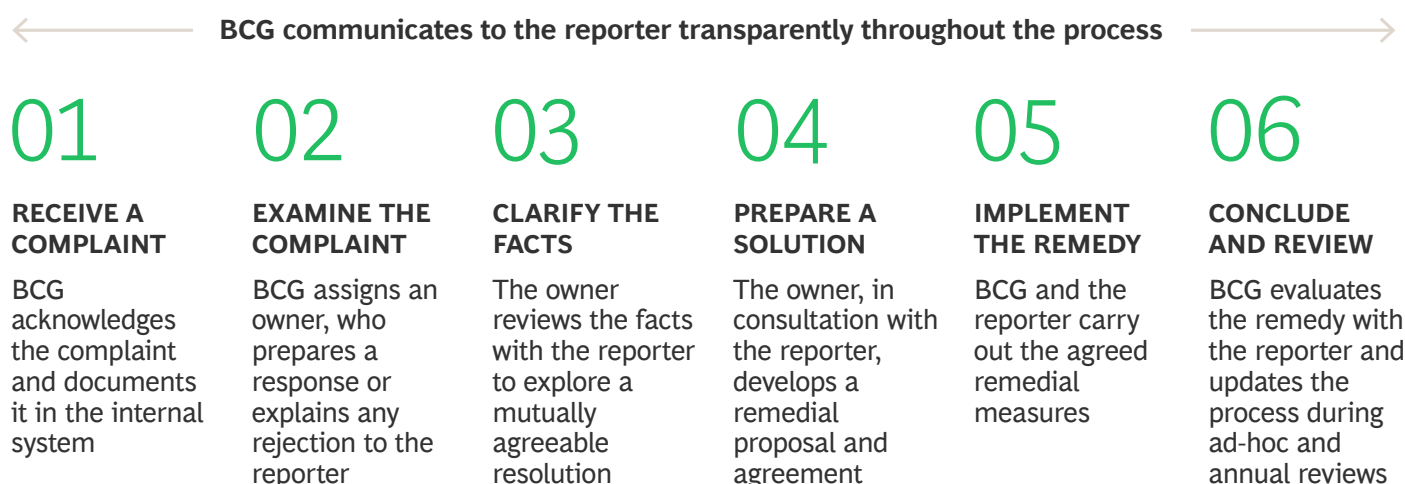 BCG communicates to the reporter transparently throughout the process
01
RECEIVE A
COMPLAINT
BCG
acknowledges
the complaint
and documents
it in the internal
system
02
EXAMINE THE
COMPLAINT
BCG assigns an
owner, who
prepares a
response or
explains any
rejection to the
reporter
03
CLARIFY THE
FACTS
The owner
reviews the facts
with the reporter
to explore a
mutually
agreeable
resolution
04
PREPARE A
SOLUTION
The owner, in
consultation with
the reporter,
develops a
remedial
proposal and
agreement
05
IMPLEMENT
THE REMEDY
BCG and the
reporter carry
out the agreed
remedial
measures
06
CONCLUDE
AND REVIEW
BCG evaluates
the remedy with
the reporter and
updates the
process during
ad-hoc and
annual reviews